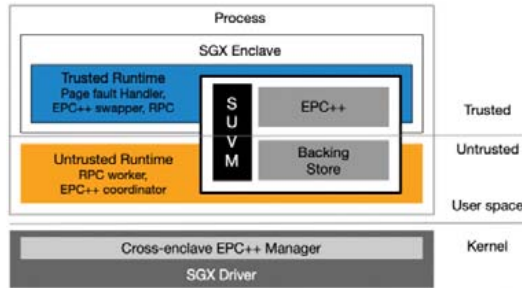 Process
SGX Enclave
Trusted Runtime
Page fault Handler,
EPC++ swapper, RPC
S
U
V
M
EPC++
Trusted
Untrusted Runtime
RPC worker,
EPC++ coordinator
Backing
Store
Untrusted
User space
Cross-enclave EPC++ Manager
Kernel
SGX Driver